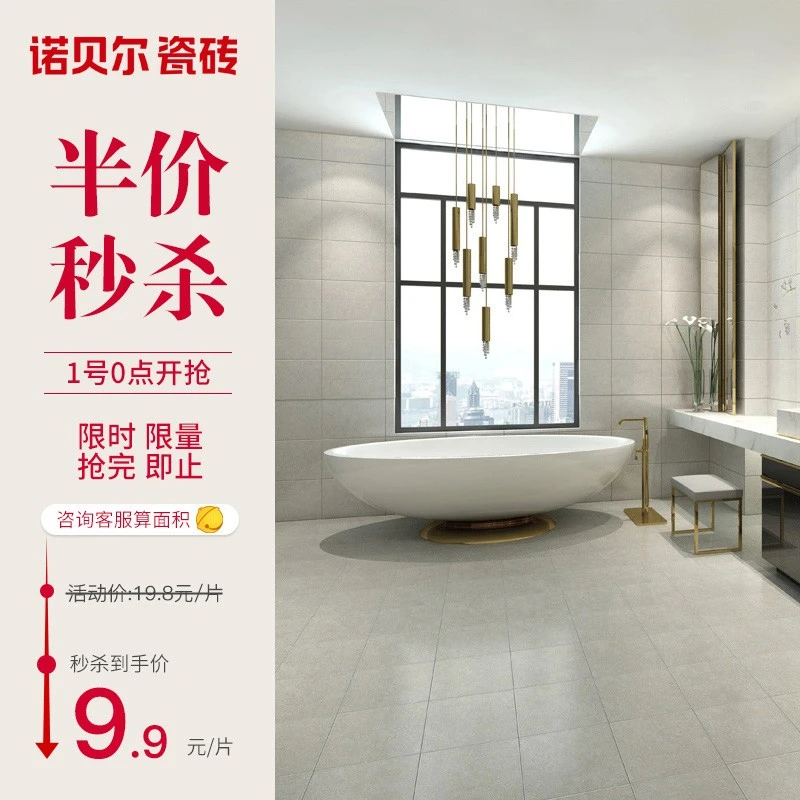 诺贝尔 瓷砖
半价
秒杀
1号0点开抢
限时 限量
抢完 即止
咨询客服算面积
活动价:19.8元/片
秒杀到手价
9.9 元/片